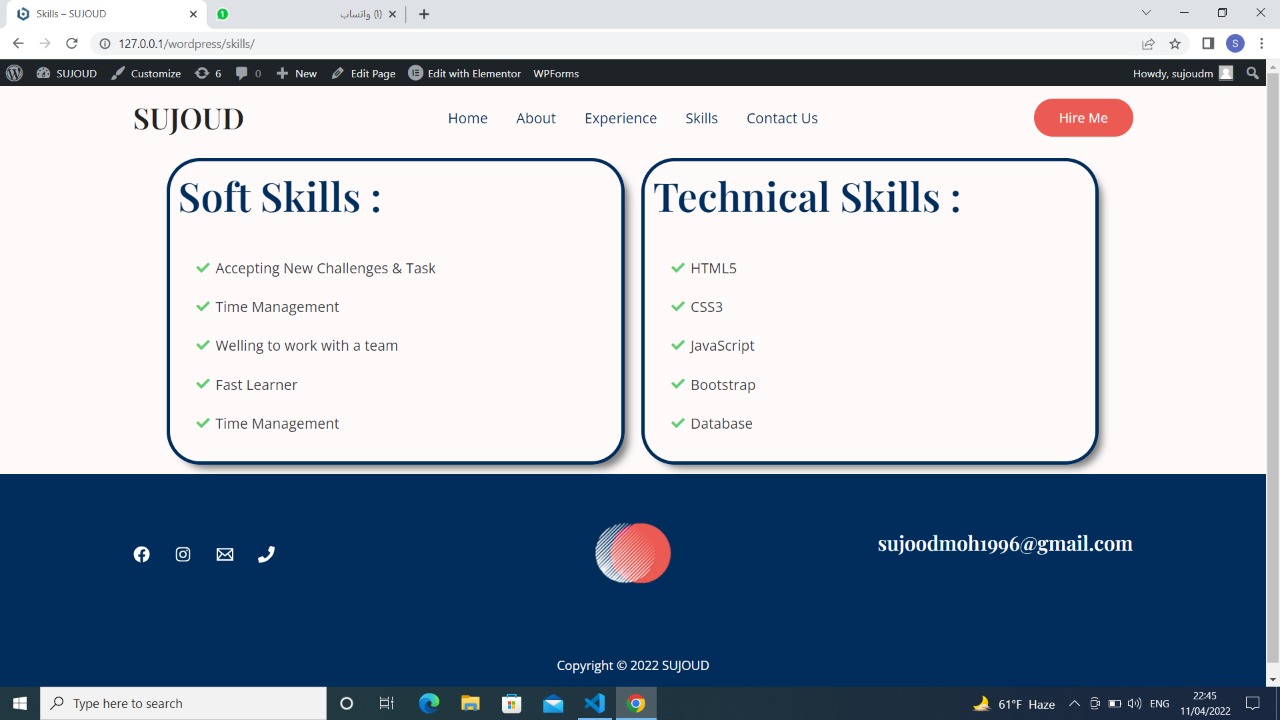 Skills – SUJOUD
1
(1) واتساب
127.0.0.1/wordpress/skills/
S
SUJOUD
Customize
6
0
New
Edit Page
Edit with Elementor
WPForms
Howdy, sujoudm
SUJOUD
Home
About
Experience
Skills
Contact Us
Hire Me
Soft Skills :
Accepting New Challenges & Task
Time Management
Welling to work with a team
Fast Learner
Time Management
Technical Skills :
HTML5
CSS3
JavaScript
Bootstrap
Database
sujoodmoh1996@gmail.com
Copyright © 2022 SUJOUD
Type here to search
61°F Haze
ENG
22:45
11/04/2022